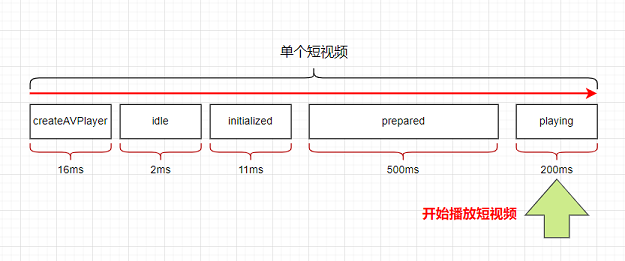 单个短视频
createAVPlayer idle initialized prepared playing
16ms 2ms 11ms 500ms 200ms
开始播放短视频